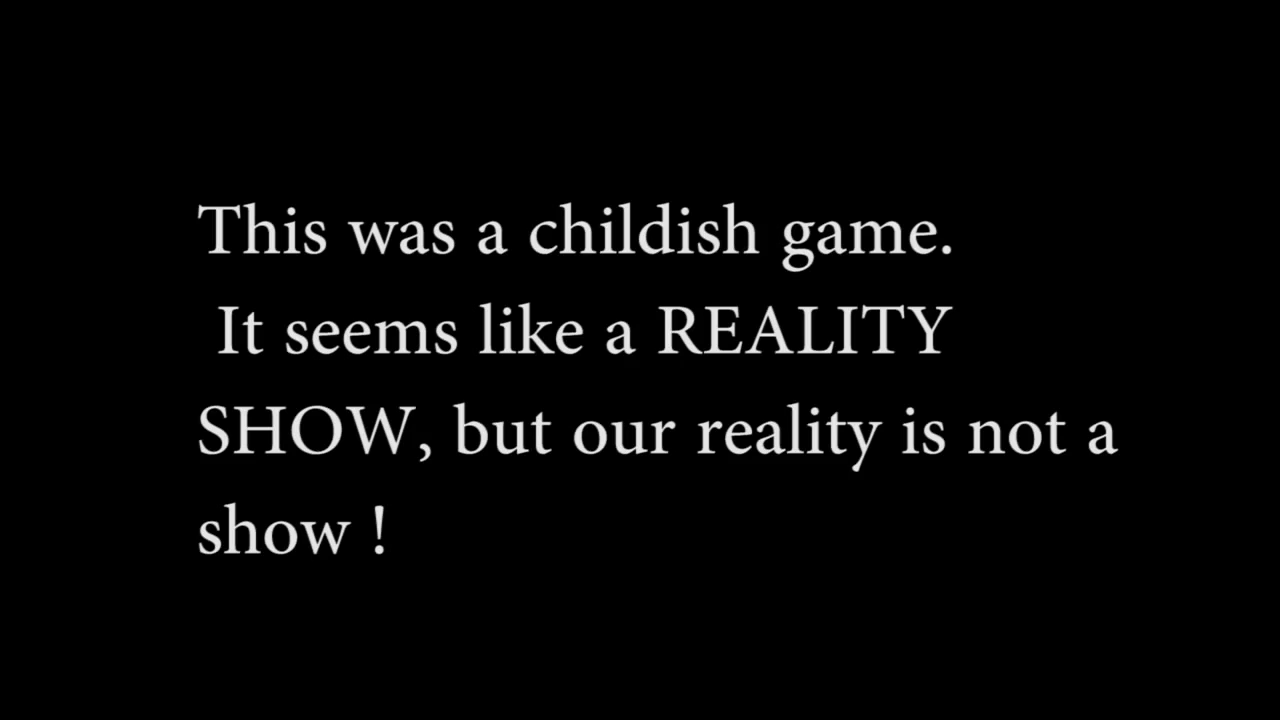 This was a childish game.
It seems like a REALITY
SHOW, but our reality is not a
show !